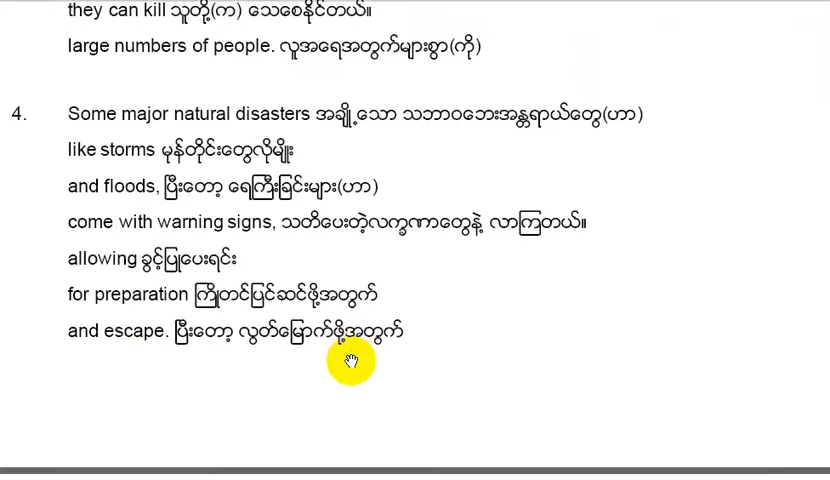 they can kill သူတို့(က) သေစေနိုင်တယ်။
large numbers of people. လူအရေအတွက်များစွာ(ကို)
4. Some major natural disasters အချို့သော သဘာဝဘေးအန္တရာယ်တွေ(ဟာ)
like storms မုန်တိုင်းတွေလိုမျိုး
and floods, ပြီးတော့ ရေကြီးခြင်းများ(ဟာ)
come with warning signs, သတိပေးတဲ့လက္ခဏာတွေနဲ့ လာကြတယ်။
allowing ခွင့်ပြုပေးရင်း
for preparation ကြိုတင်ပြင်ဆင်ဖို့အတွက်
and escape. ပြီးတော့ လွတ်မြောက်ဖို့အတွက်